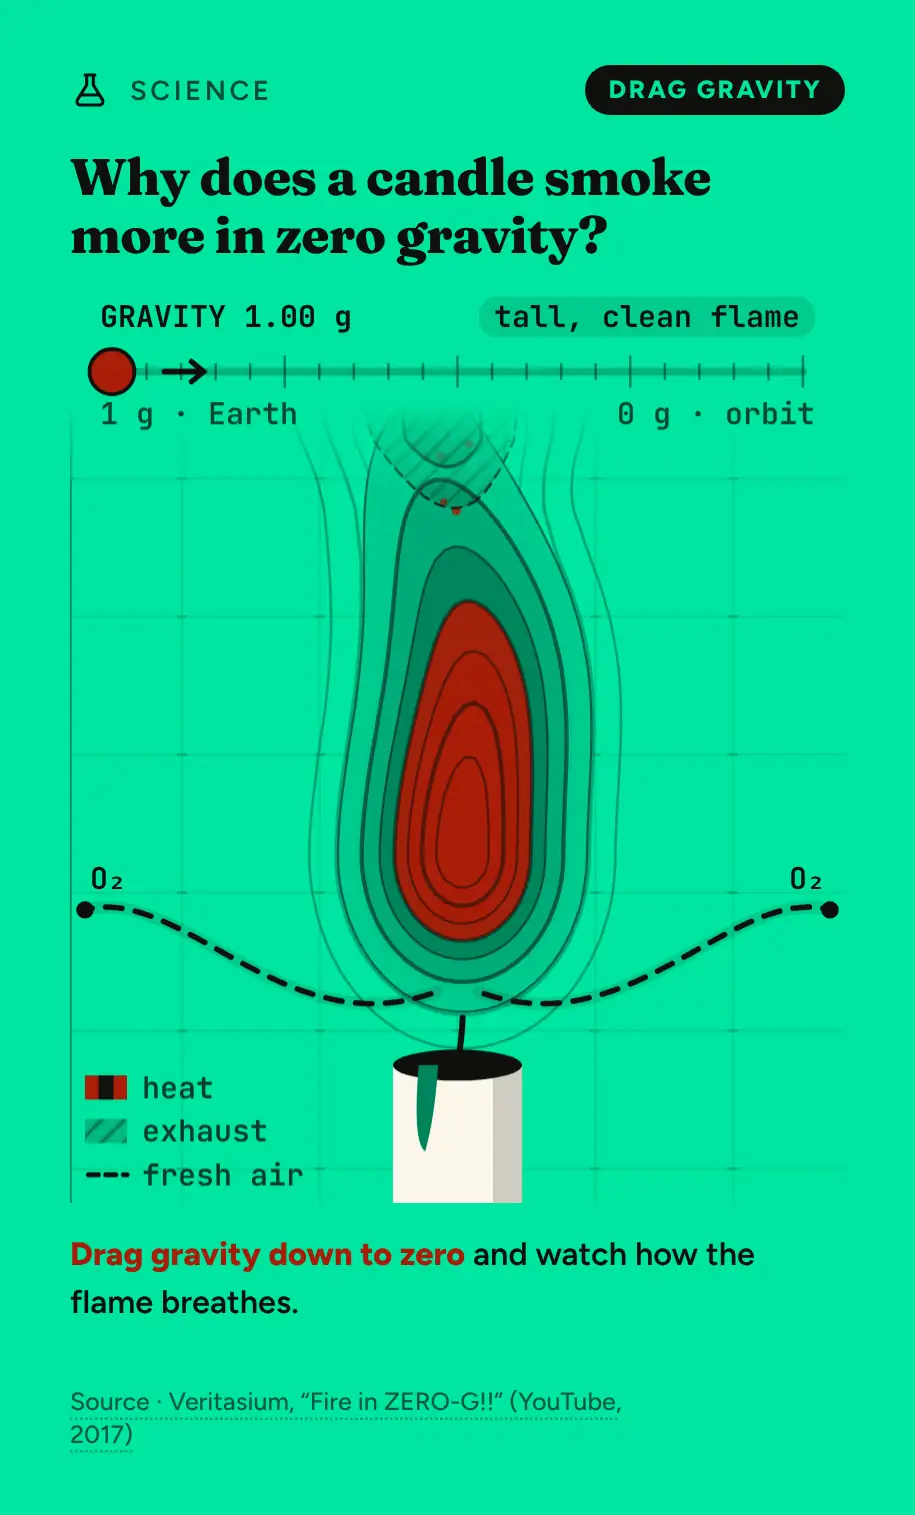 SCIENCE
DRAG GRAVITY
Why does a candle smoke
more in zero gravity?
GRAVITY 1.00 g
tall, clean flame
1 g · Earth
0 g · orbit
O₂
O₂
heat
exhaust
fresh air
Drag gravity down to zero and watch how the
flame breathes.
Source · Veritasium, “Fire in ZERO-G!!” (YouTube,
2017)